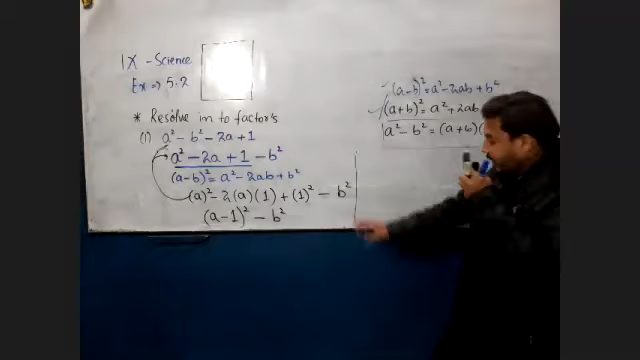 IX - Science
Ex => 5.2
* Resolve in to factor's
(1) a² - b² - 2a + 1
a² - 2a + 1 - b²
(a-b)² = a² - 2ab + b²
(a)² - 2(a)(1) + (1)² - b²
(a-1)² - b²
(a-b)² = a² - 2ab + b²
(a+b)² = a² + 2ab
a² - b² = (a+b)(